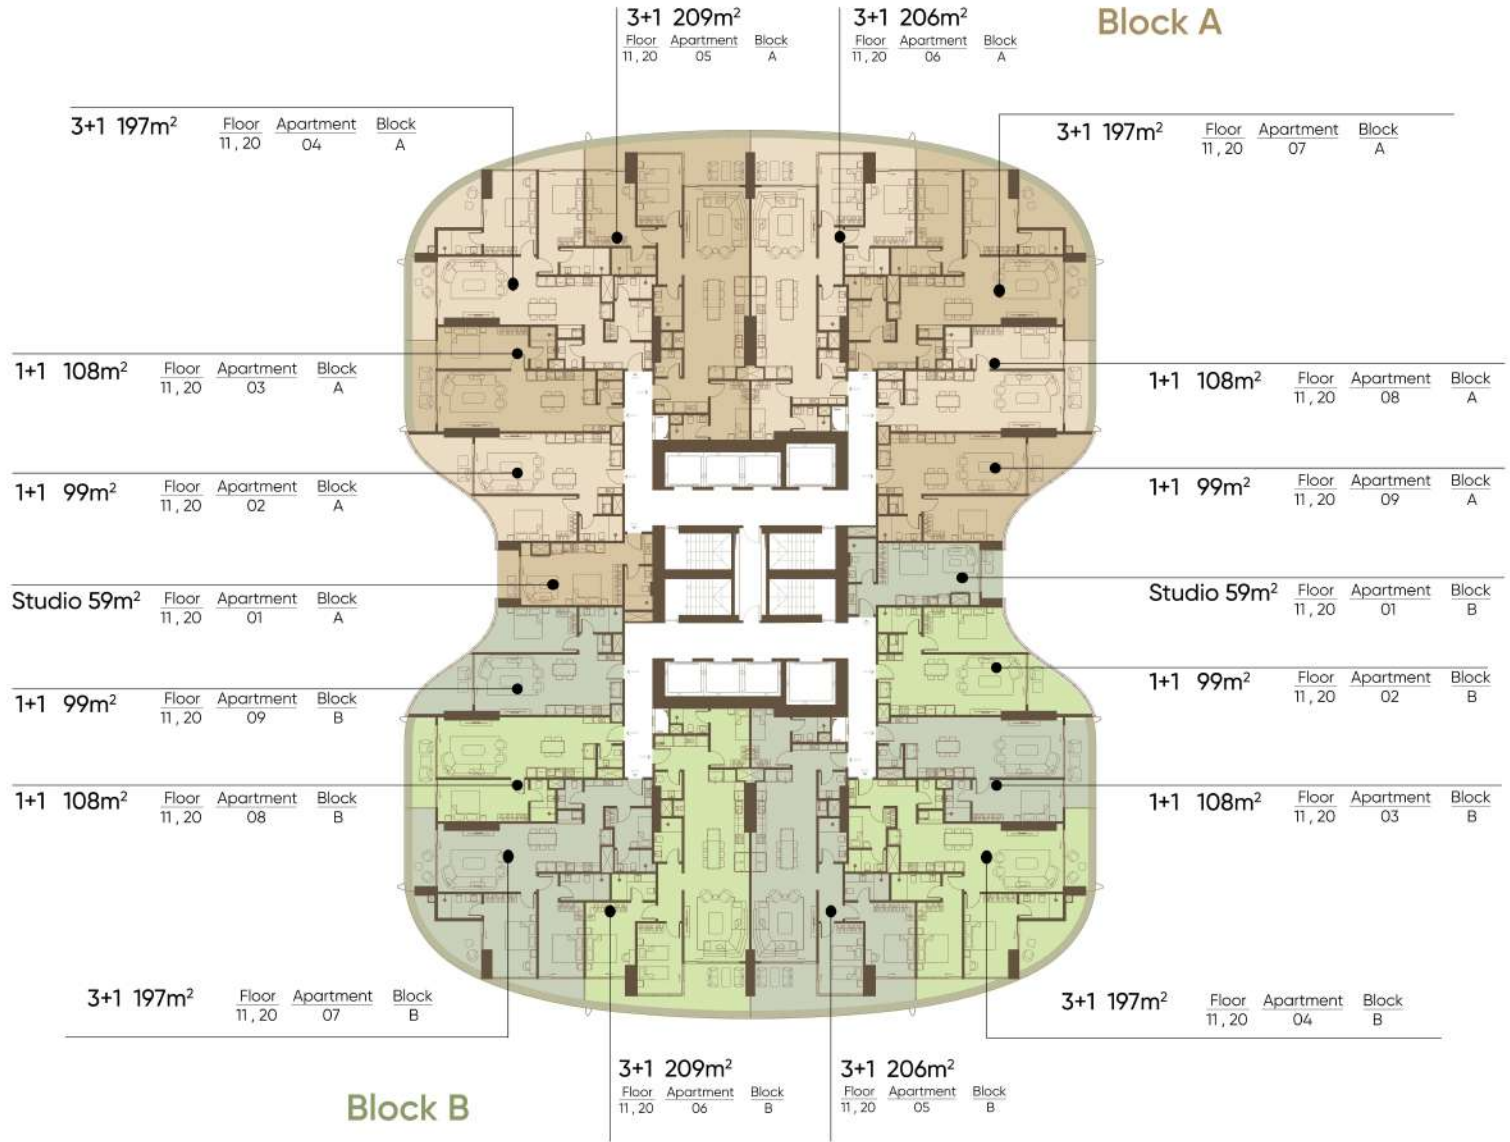 Block A
3+1 209m²
Floor Apartment Block
11 , 20 05 A
3+1 206m²
Floor Apartment Block
11 , 20 06 A
3+1 197m²
Floor Apartment Block
11 , 20 04 A
3+1 197m²
Floor Apartment Block
11 , 20 07 A
1+1 108m²
Floor Apartment Block
11 , 20 03 A
1+1 108m²
Floor Apartment Block
11 , 20 08 A
1+1 99m²
Floor Apartment Block
11 , 20 02 A
1+1 99m²
Floor Apartment Block
11 , 20 09 A
Studio 59m²
Floor Apartment Block
11 , 20 01 A
Studio 59m²
Floor Apartment Block
11 , 20 01 B
1+1 99m²
Floor Apartment Block
11 , 20 09 B
1+1 99m²
Floor Apartment Block
11 , 20 02 B
1+1 108m²
Floor Apartment Block
11 , 20 08 B
1+1 108m²
Floor Apartment Block
11 , 20 03 B
3+1 197m²
Floor Apartment Block
11 , 20 07 B
3+1 197m²
Floor Apartment Block
11 , 20 04 B
3+1 209m²
Floor Apartment Block
11 , 20 06 B
3+1 206m²
Floor Apartment Block
11 , 20 05 B
Block B